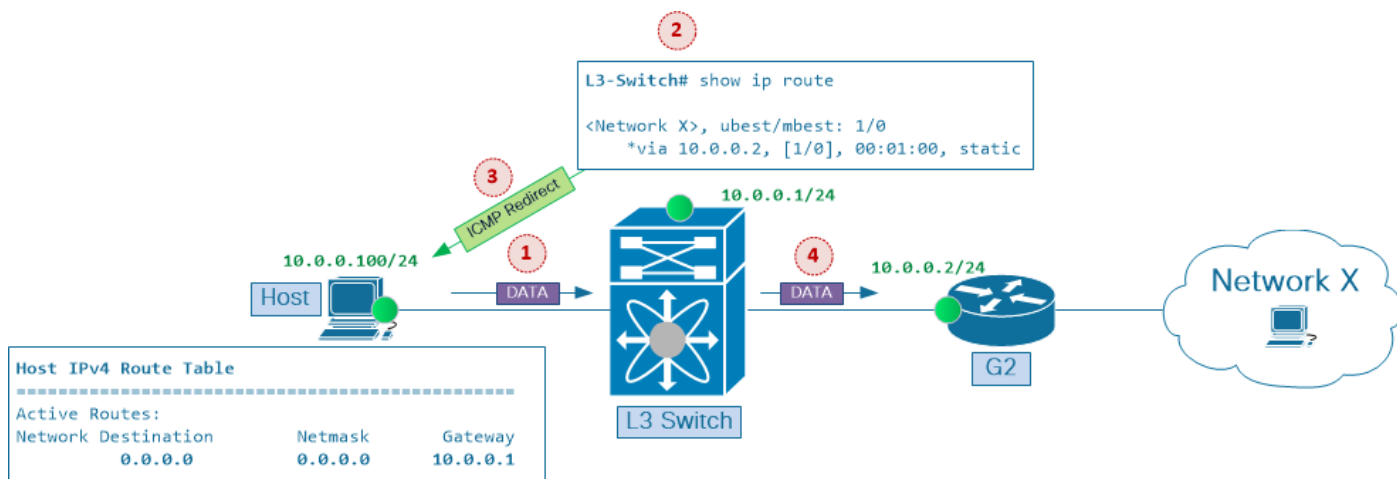 2
L3-Switch# show ip route
<Network X>, ubest/mbest: 1/0
*via 10.0.0.2, [1/0], 00:01:00, static
3
ICMP Redirect
10.0.0.1/24
10.0.0.100/24
1
4
10.0.0.2/24
Host
DATA
DATA
Network X
G2
L3 Switch
Host IPv4 Route Table
====================================================
Active Routes:
Network Destination Netmask Gateway
0.0.0.0 0.0.0.0 10.0.0.1